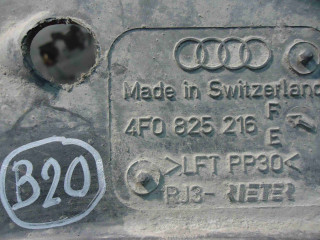 Made in Switzerland
4F0 825 216 F
E
>LFT PP30<
RJ3- RIETER
B20